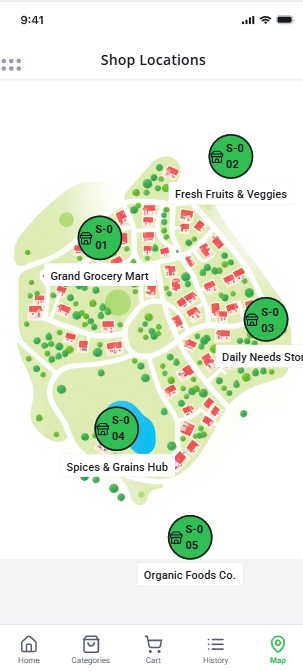 9:41
Shop Locations
S-0
02
Fresh Fruits & Veggies
S-0
01
Grand Grocery Mart
S-0
03
Daily Needs Stor
S-0
04
Spices & Grains Hub
S-0
05
Organic Foods Co.
Home
Categories
Cart
History
Map